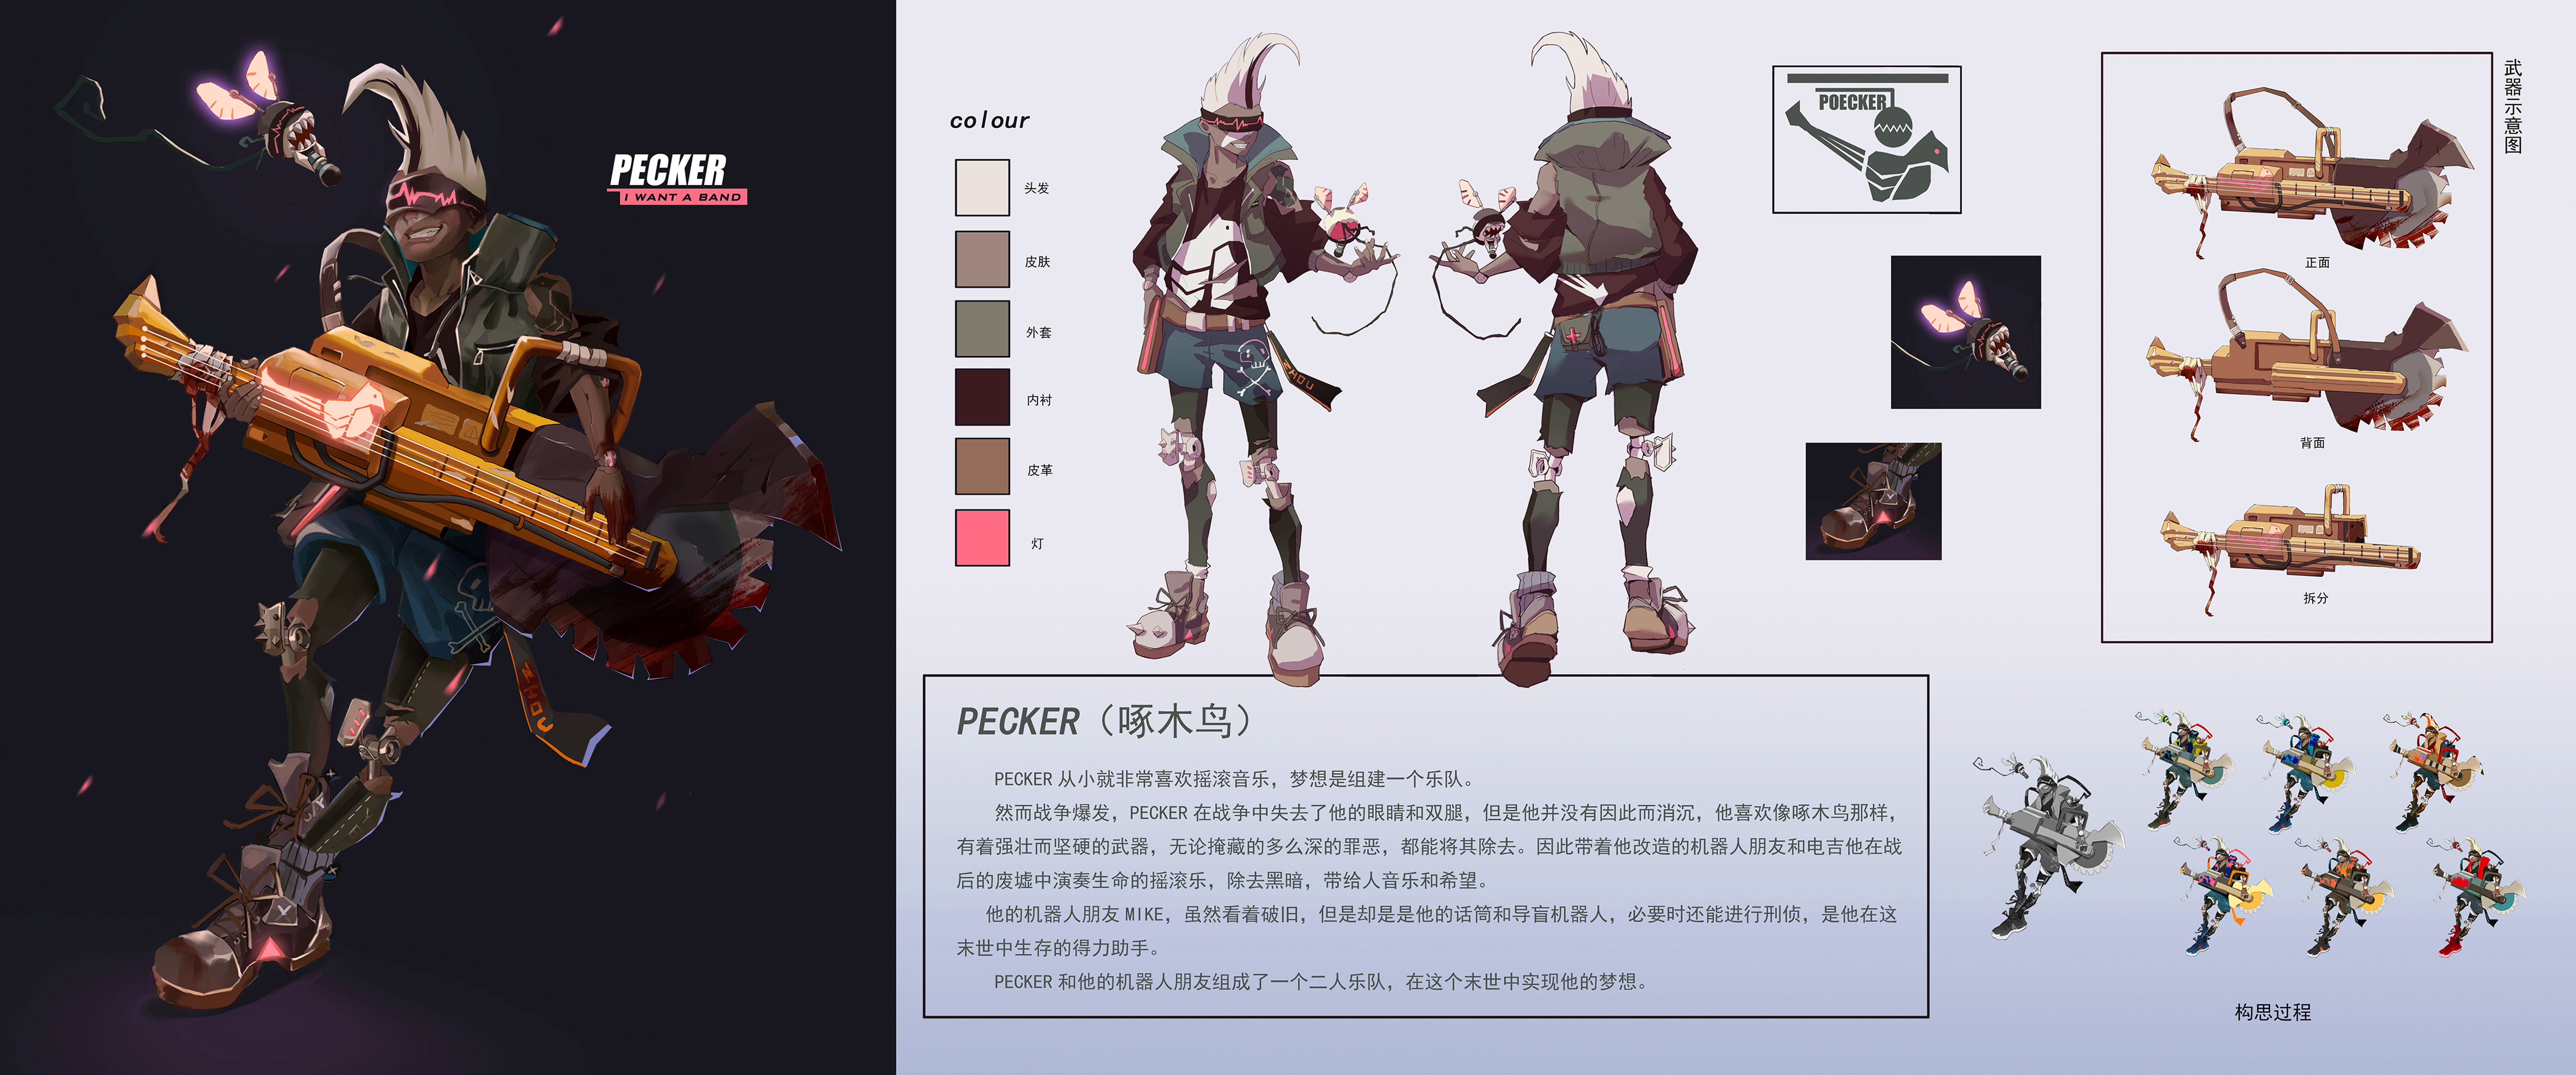 PECKER
I WANT A BAND
ZHOU
colour
头发
皮肤
外套
内衬
皮革
灯
ZHOU
POECKER
武器示意图
正面
背面
拆分
PECKER（啄木鸟）
PECKER 从小就非常喜欢摇滚音乐，梦想是组建一个乐队。
然而战争爆发，PECKER 在战争中失去了他的眼睛和双腿，但是他并没有因此而消沉，他喜欢像啄木鸟那样，
有着强壮而坚硬的武器，无论掩藏的多么深的罪恶，都能将其除去。因此带着他改造的机器人朋友和电吉他在战
后的废墟中演奏生命的摇滚乐，除去黑暗，带给人音乐和希望。
他的机器人朋友 MIKE，虽然看着破旧，但是却是是他的话筒和导盲机器人，必要时还能进行刑侦，是他在这
末世中生存的得力助手。
PECKER 和他的机器人朋友组成了一个二人乐队，在这个末世中实现他的梦想。
构思过程